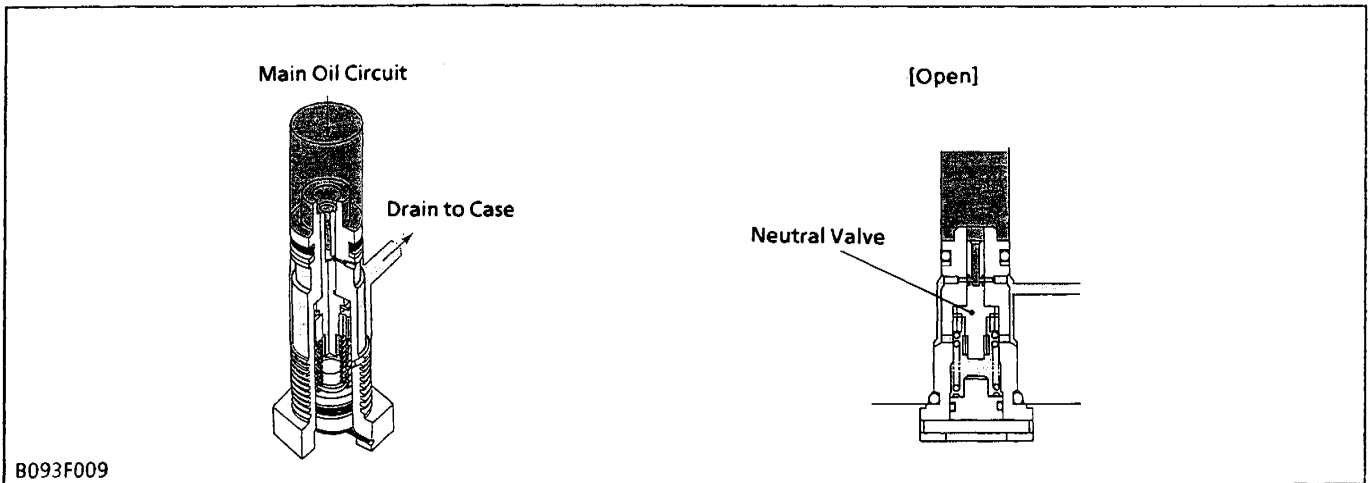 Main Oil Circuit
[Open]
Drain to Case
Neutral Valve
B093F009